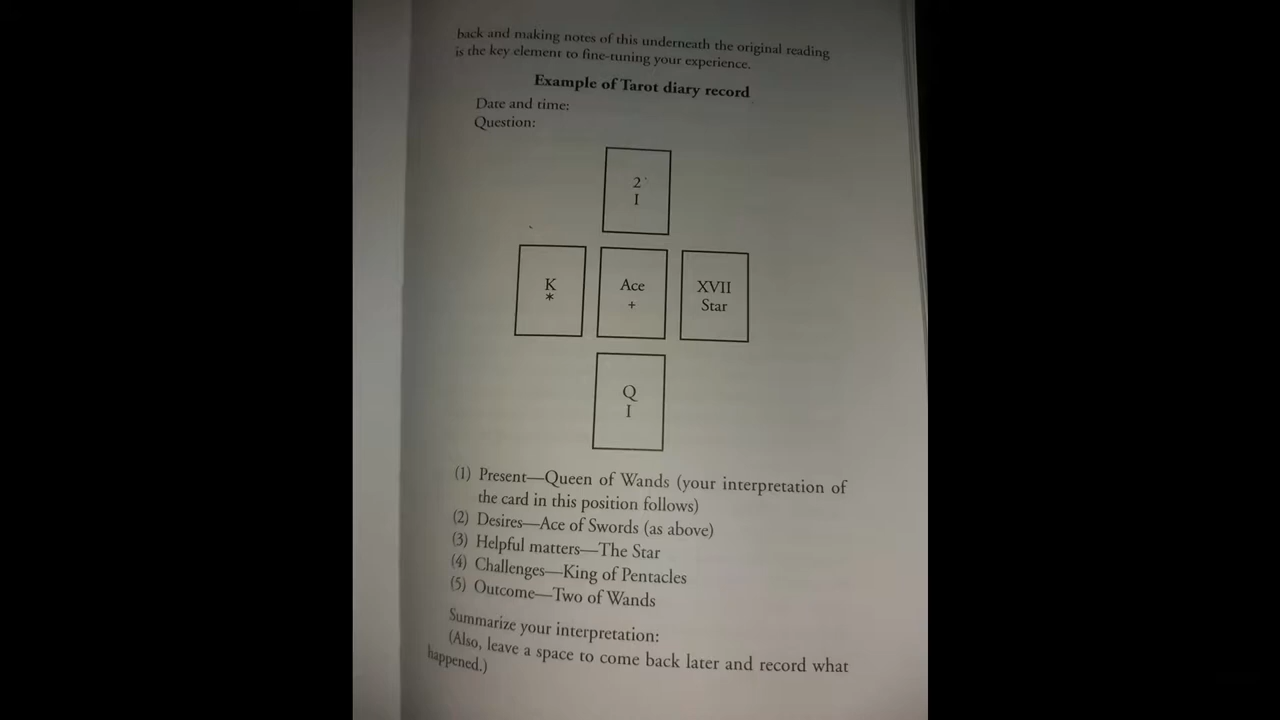 back and making notes of this underneath the original reading
is the key element to fine-tuning your experience.
Example of Tarot diary record
Date and time:
Question:
2
I
K
*
Ace
+
XVII
Star
Q
I
(1) Present—Queen of Wands (your interpretation of
the card in this position follows)
(2) Desires—Ace of Swords (as above)
(3) Helpful matters—The Star
(4) Challenges—King of Pentacles
(5) Outcome—Two of Wands
Summarize your interpretation:
(Also, leave a space to come back later and record what
happened.)